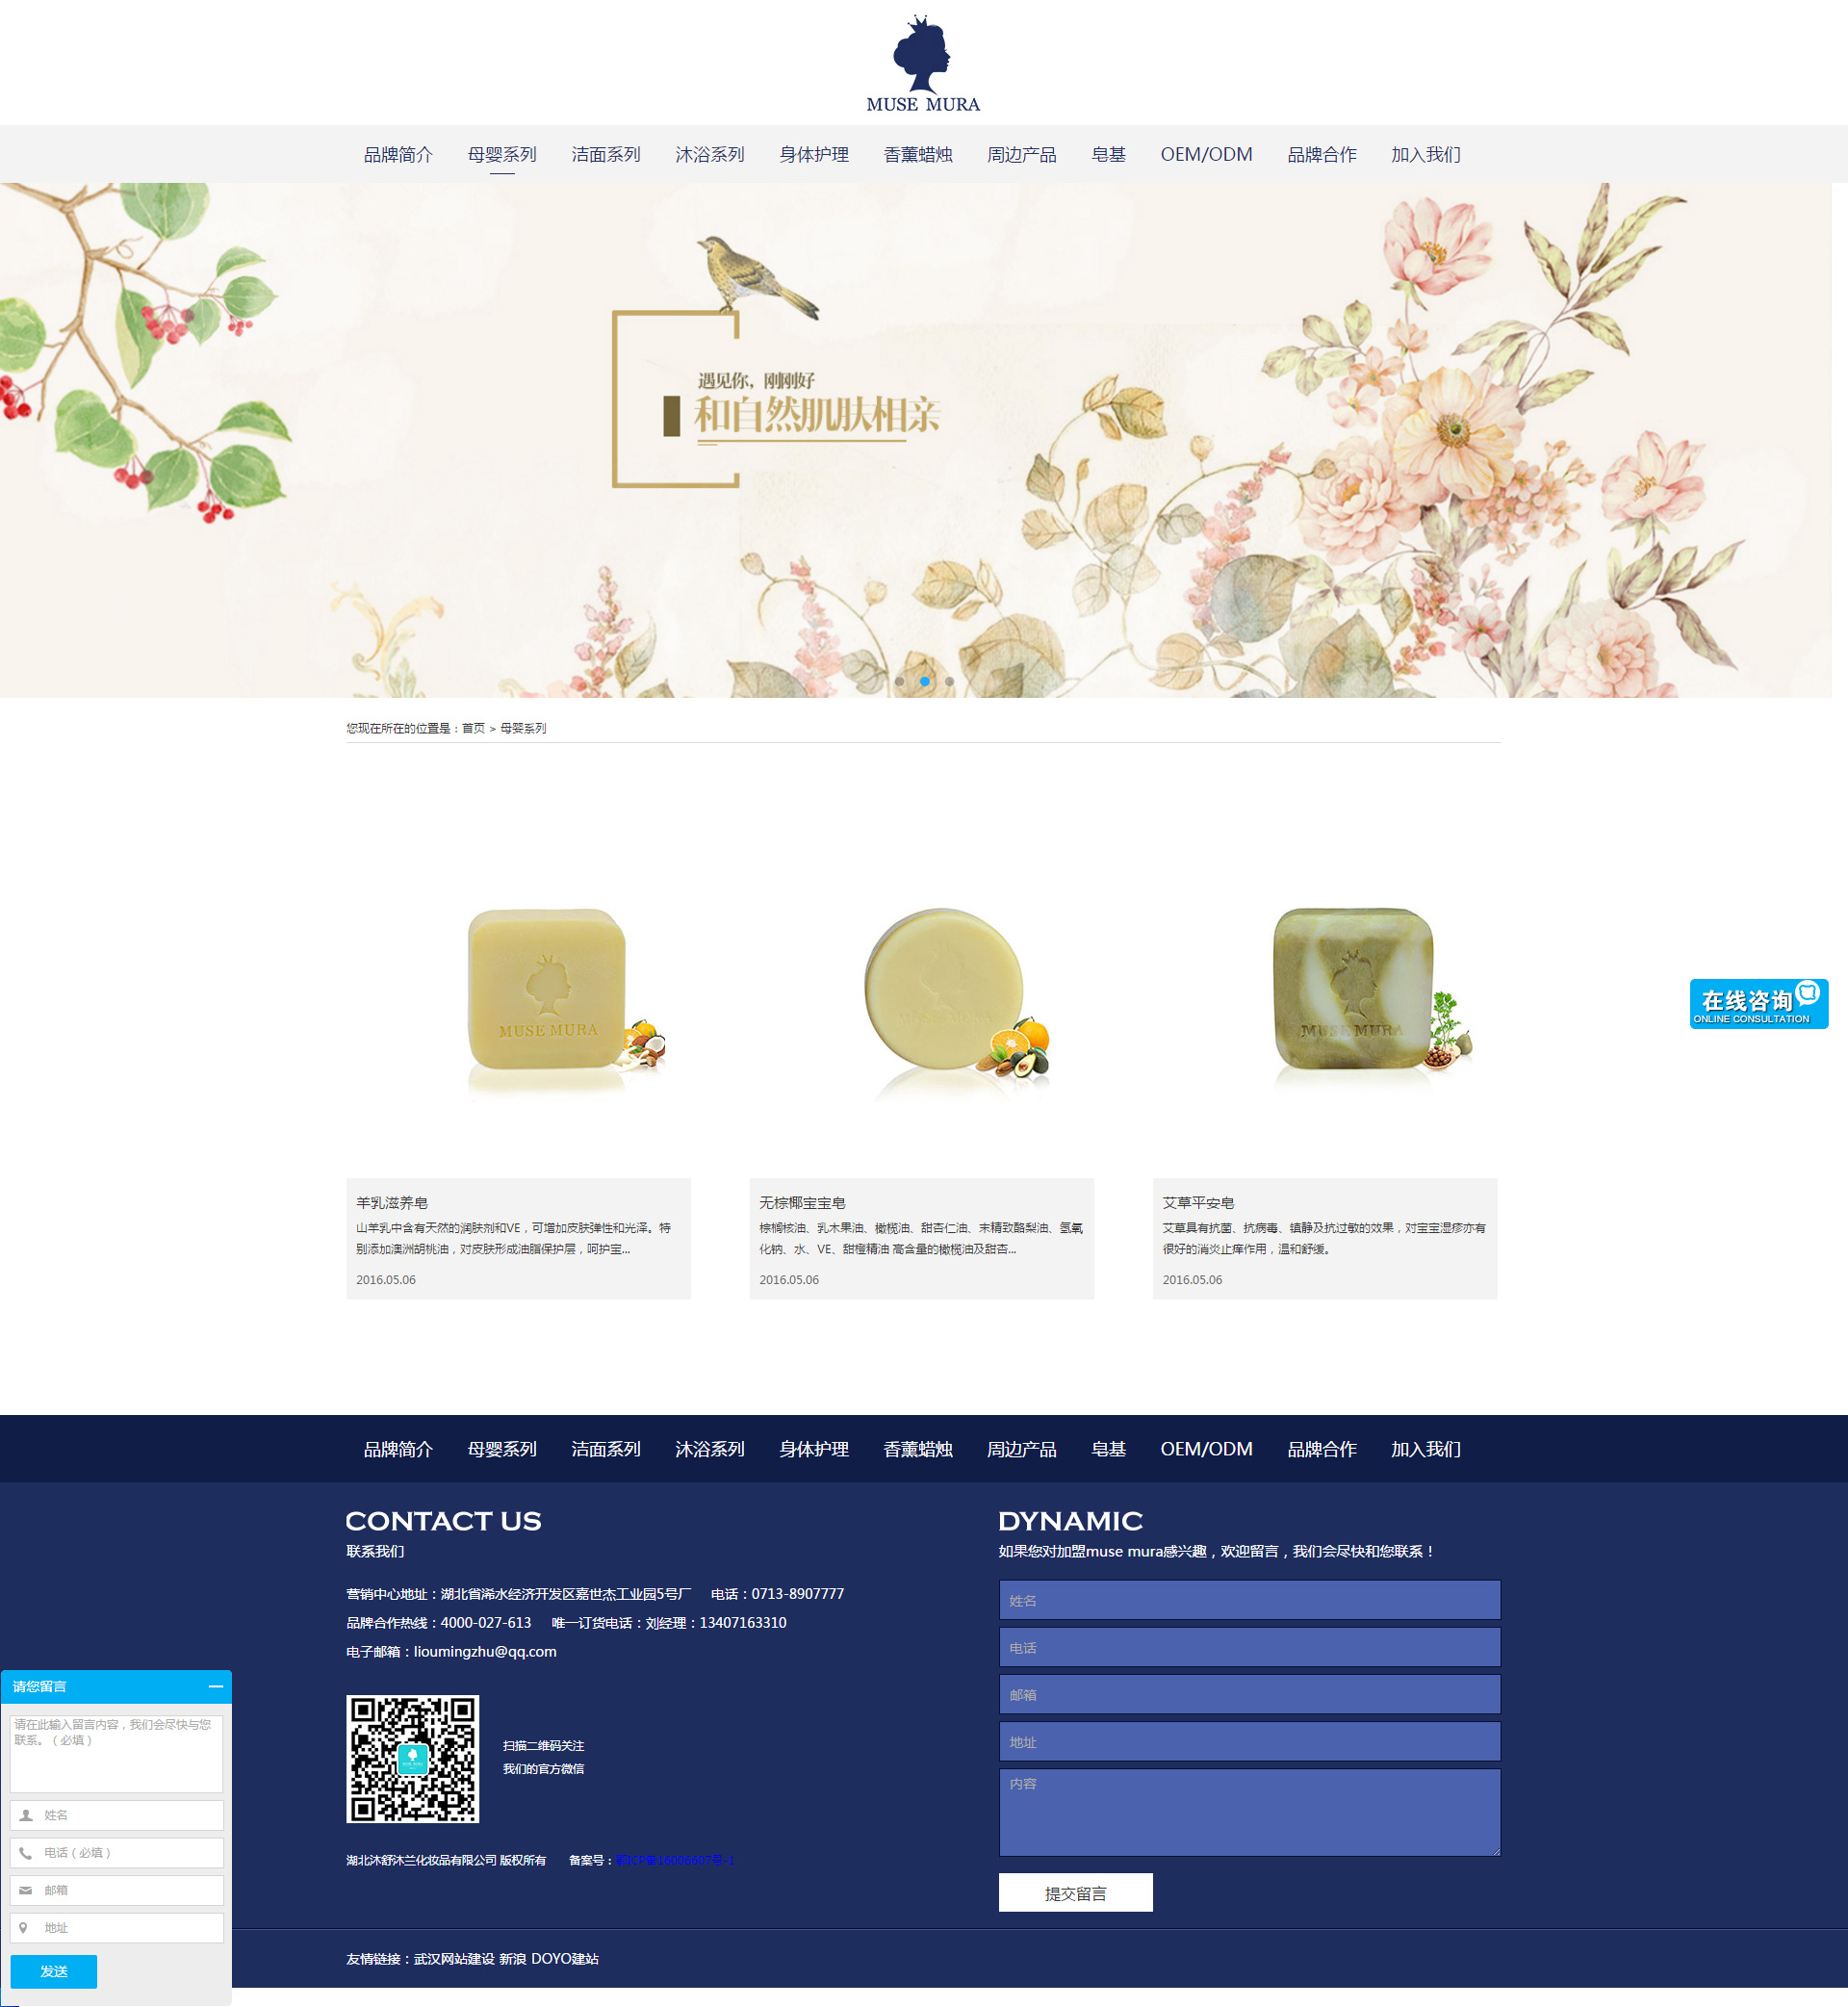 MUSE MURA
品牌简介 母婴系列 洁面系列 沐浴系列 身体护理 香薰蜡烛 周边产品 皂基 OEM/ODM 品牌合作 加入我们
遇见你，刚刚好
和自然肌肤相亲
您现在所在的位置是：首页 > 母婴系列
MUSE MURA
MUSE MURA
MUSE MURA
在线咨询
ONLINE CONSULTATION
羊乳滋养皂
山羊乳中含有天然的润肤剂和VE，可增加皮肤弹性和光泽。特
别添加澳洲胡桃油，对皮肤形成油脂保护层，呵护宝...
2016.05.06
无棕椰宝宝皂
棕榈核油、乳木果油、橄榄油、甜杏仁油、未精致酪梨油、氢氧
化钠、水、VE、甜橙精油 高含量的橄榄油及甜杏...
2016.05.06
艾草平安皂
艾草具有抗菌、抗病毒、镇静及抗过敏的效果，对宝宝湿疹亦有
很好的消炎止痒作用，温和舒缓。
2016.05.06
品牌简介 母婴系列 洁面系列 沐浴系列 身体护理 香薰蜡烛 周边产品 皂基 OEM/ODM 品牌合作 加入我们
CONTACT US
联系我们
营销中心地址：湖北省浠水经济开发区嘉世杰工业园5号厂 电话：0713-8907777
品牌合作热线：4000-027-613 唯一订货电话：刘经理：13407163310
电子邮箱：lioumingzhu@qq.com
扫描二维码关注
我们的官方微信
湖北沐舒沐兰化妆品有限公司 版权所有 备案号：
DYNAMIC
如果您对加盟muse mura感兴趣，欢迎留言，我们会尽快和您联系！
姓名
电话
邮箱
地址
内容
提交留言
请您留言
请在此输入留言内容，我们会尽快与您
联系。（必填）
姓名
电话（必填）
邮箱
地址
发送
友情链接：武汉网站建设 新浪 DOYO建站